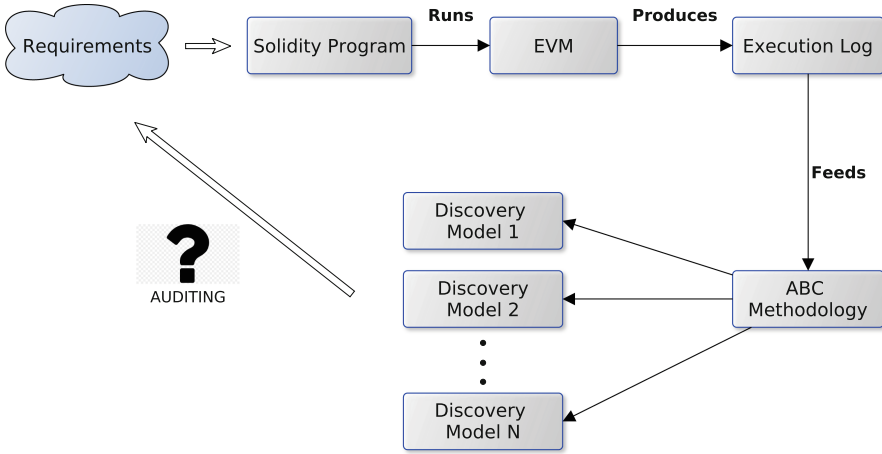 Runs
Produces
Requirements
Solidity Program
EVM
Execution Log
Feeds
Discovery
Model 1
?
AUDITING
Discovery
Model 2
ABC
Methodology
Discovery
Model N